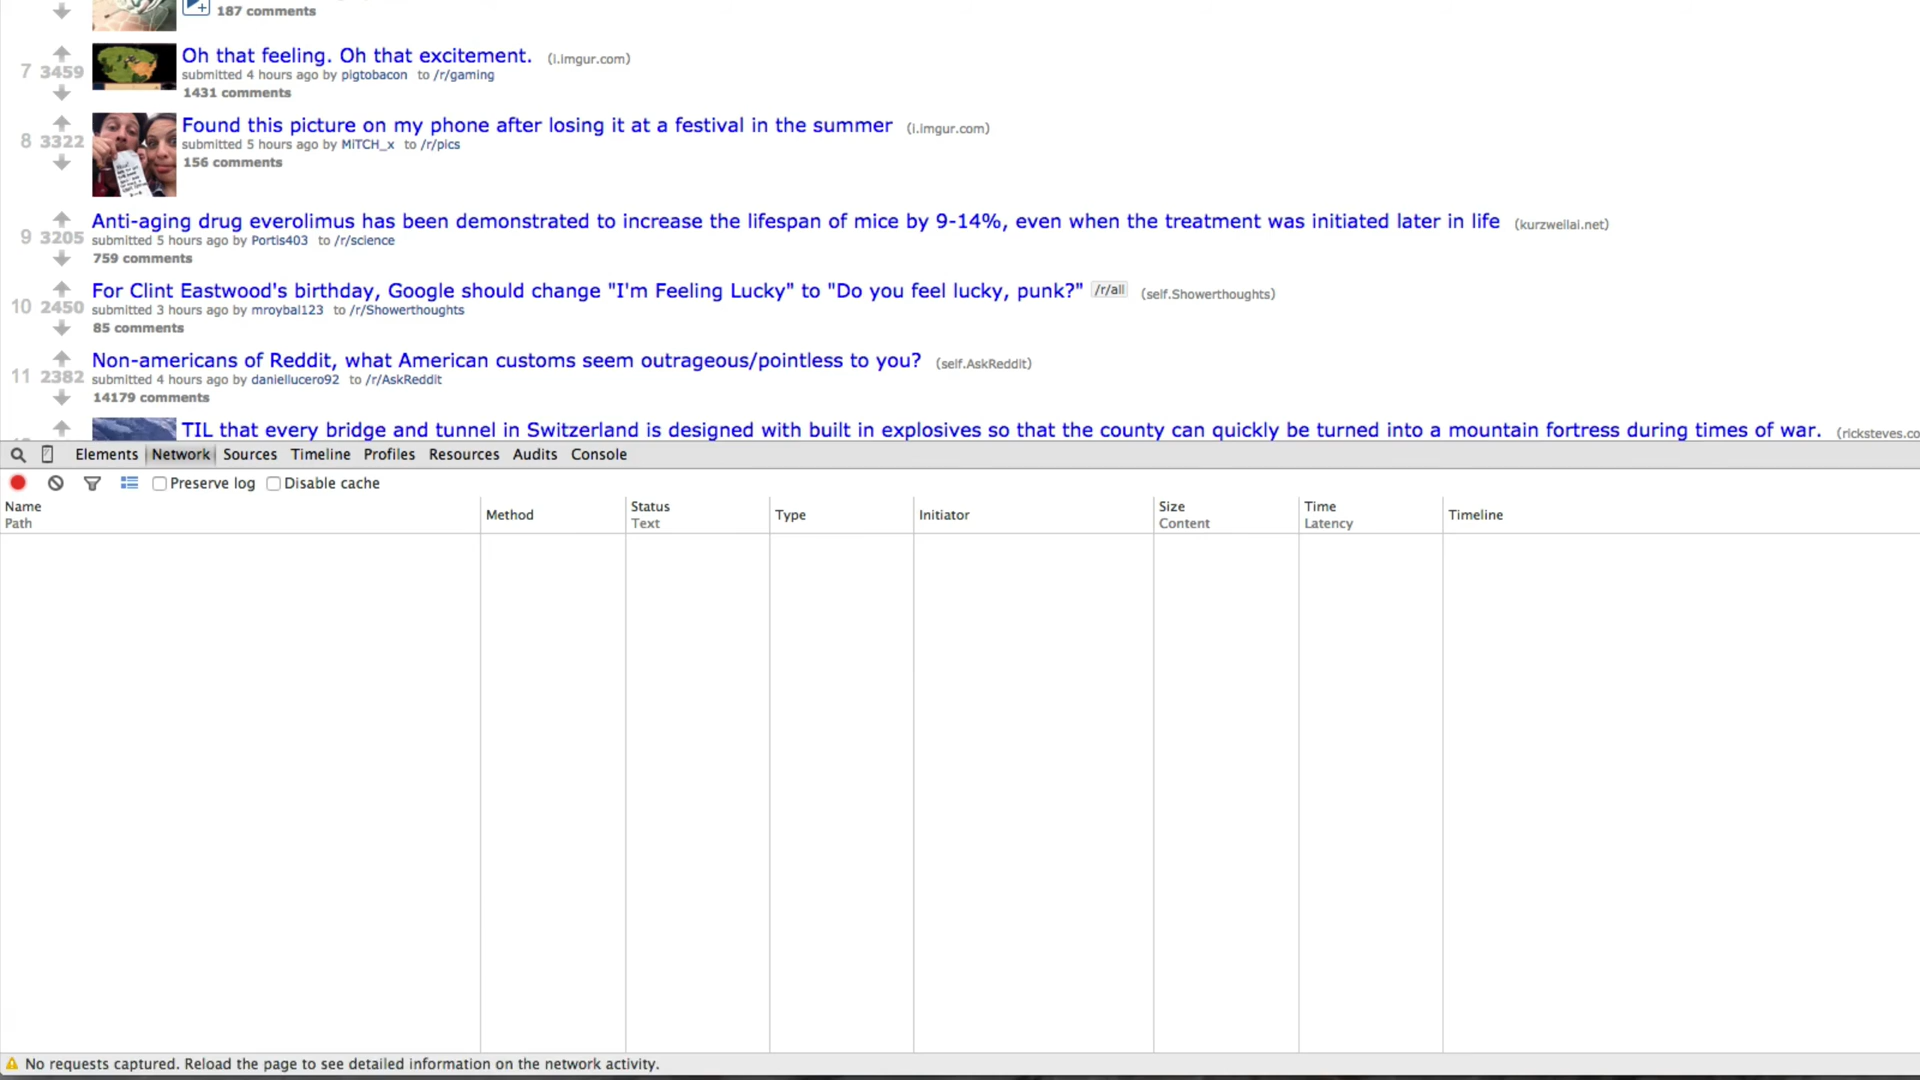 187 comments
7 3459 Oh that feeling. Oh that excitement. (i.imgur.com)
submitted 4 hours ago by pigtobacon to /r/gaming
1431 comments
8 3322 Found this picture on my phone after losing it at a festival in the summer (i.imgur.com)
submitted 5 hours ago by MiTCH_x to /r/pics
156 comments
9 3205 Anti-aging drug everolimus has been demonstrated to increase the lifespan of mice by 9-14%, even when the treatment was initiated later in life (kurzweilai.net)
submitted 5 hours ago by Portis403 to /r/science
759 comments
10 2450 For Clint Eastwood's birthday, Google should change "I'm Feeling Lucky" to "Do you feel lucky, punk?" /r/all (self.Showerthoughts)
submitted 3 hours ago by mroybal123 to /r/Showerthoughts
85 comments
11 2382 Non-americans of Reddit, what American customs seem outrageous/pointless to you? (self.AskReddit)
submitted 4 hours ago by daniellucero92 to /r/AskReddit
14179 comments
TIL that every bridge and tunnel in Switzerland is designed with built in explosives so that the county can quickly be turned into a mountain fortress during times of war. (ricksteves.co
Elements Network Sources Timeline Profiles Resources Audits Console
Preserve log Disable cache
Name Method Status Type Initiator Size Time Timeline
Path Text Content Latency
No requests captured. Reload the page to see detailed information on the network activity.